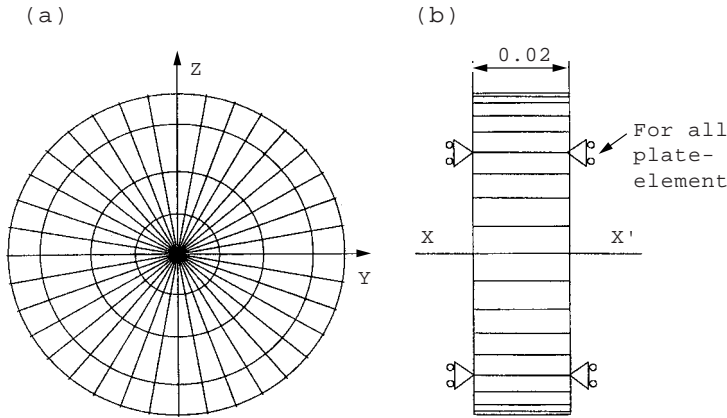 (a)
Z
Y
(b)
0.02
For all
plate-
element
X
X'